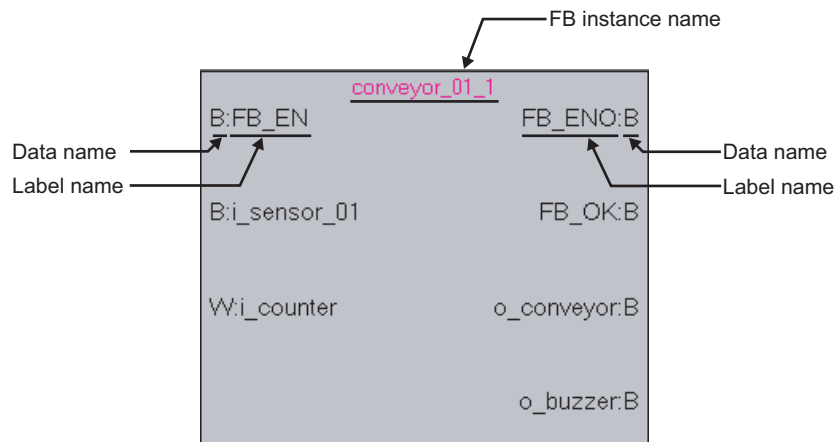 FB instance name
conveyor_01_1
B:FB_EN
FB_ENO:B
Data name
Data name
Label name
Label name
B:i_sensor_01
FB_OK:B
W:i_counter
o_conveyor:B
o_buzzer:B